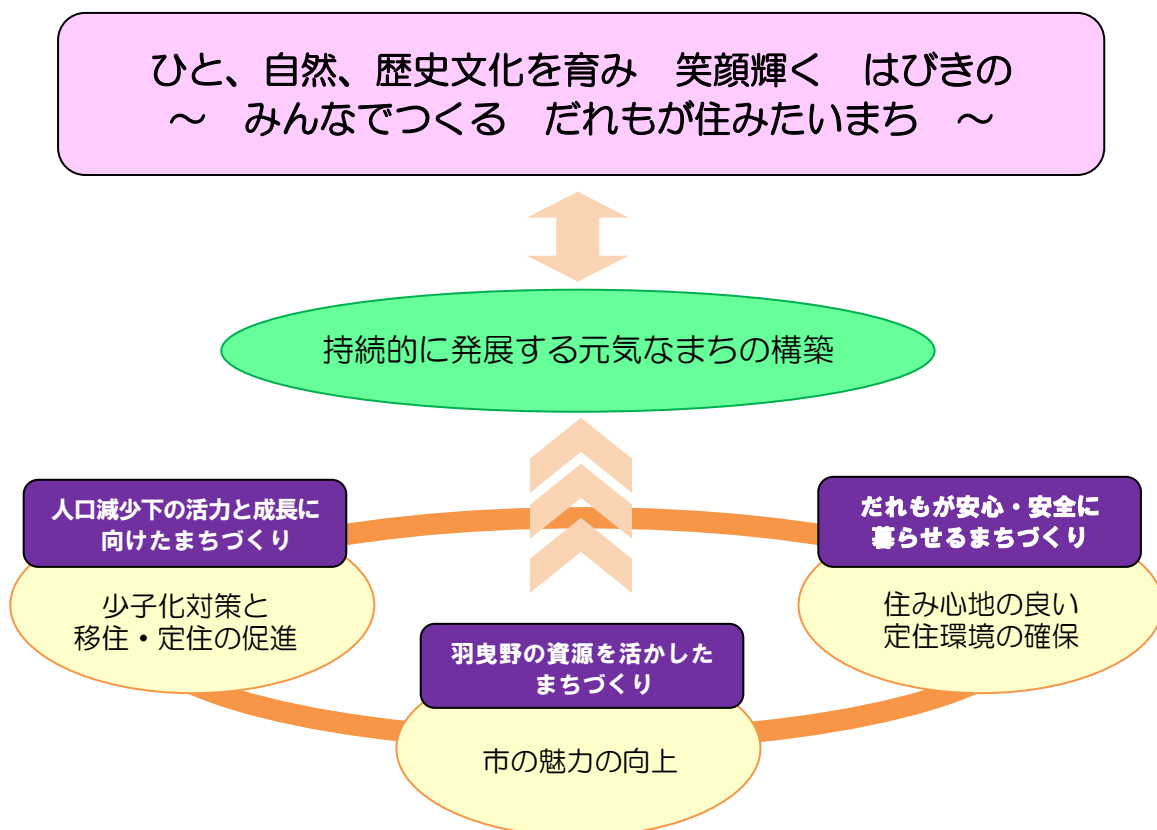 ひと、自然、歴史文化を育み　笑顔輝く　はびきの
～　みんなでつくる　だれもが住みたいまち　～
持続的に発展する元気なまちの構築
人口減少下の活力と成長に
向けたまちづくり
少子化対策と
移住・定住の促進
羽曳野の資源を活かした
まちづくり
市の魅力の向上
だれもが安心・安全に
暮らせるまちづくり
住み心地の良い
定住環境の確保